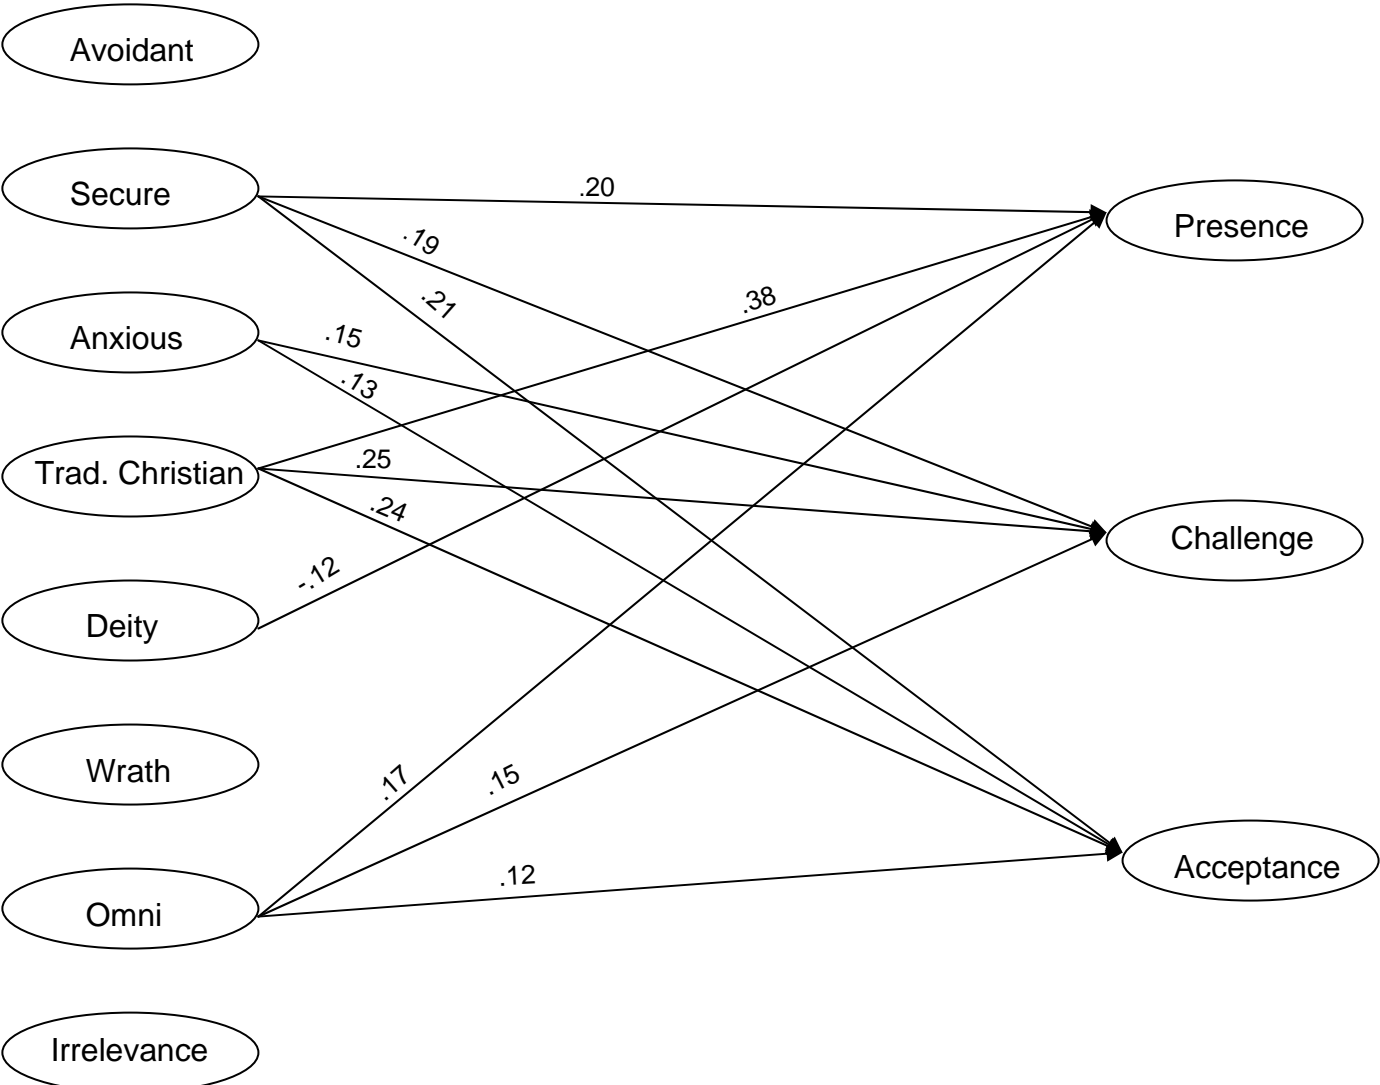 Avoidant
Secure
.20
Presence
.19
.21
.38
Anxious
.15
.13
Trad. Christian
.25
.24
Challenge
-.12
Deity
Wrath
.17
.15
Acceptance
.12
Omni
Irrelevance